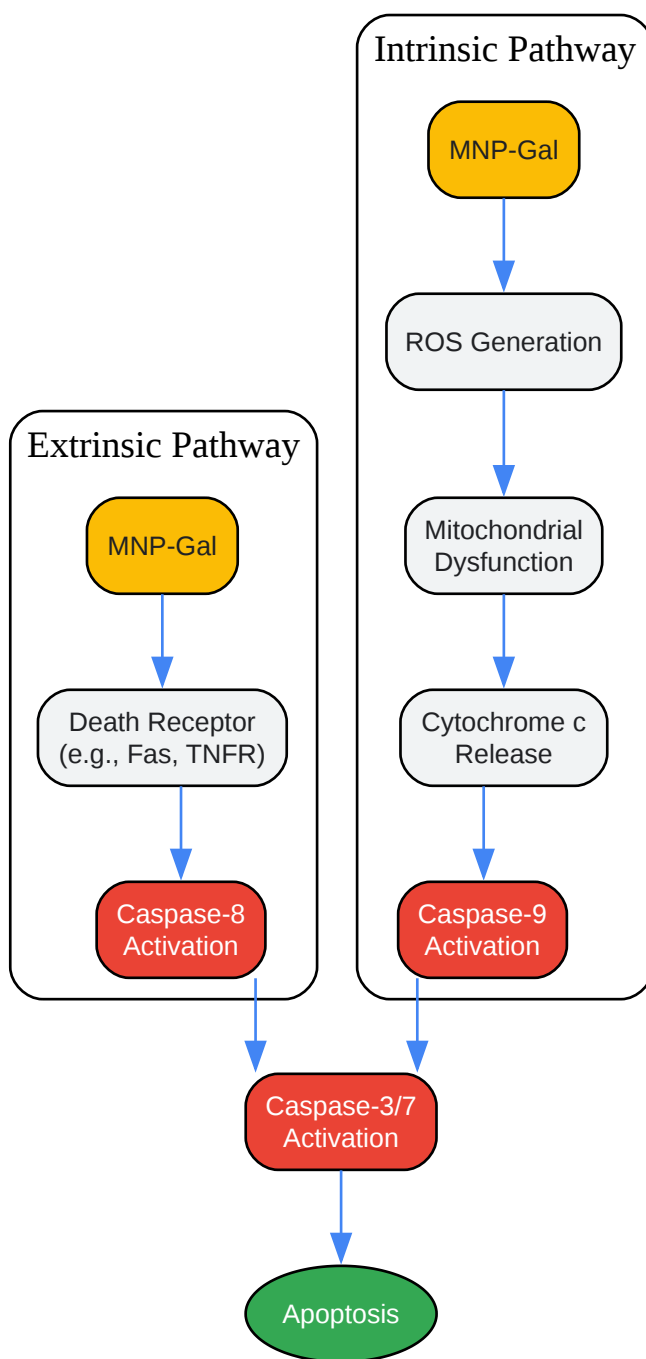 Extrinsic Pathway
MNP-Gal
Death Receptor
(e.g., Fas, TNFR)
Caspase-8
Activation
Intrinsic Pathway
MNP-Gal
ROS Generation
Mitochondrial
Dysfunction
Cytochrome c
Release
Caspase-9
Activation
Caspase-3/7
Activation
Apoptosis